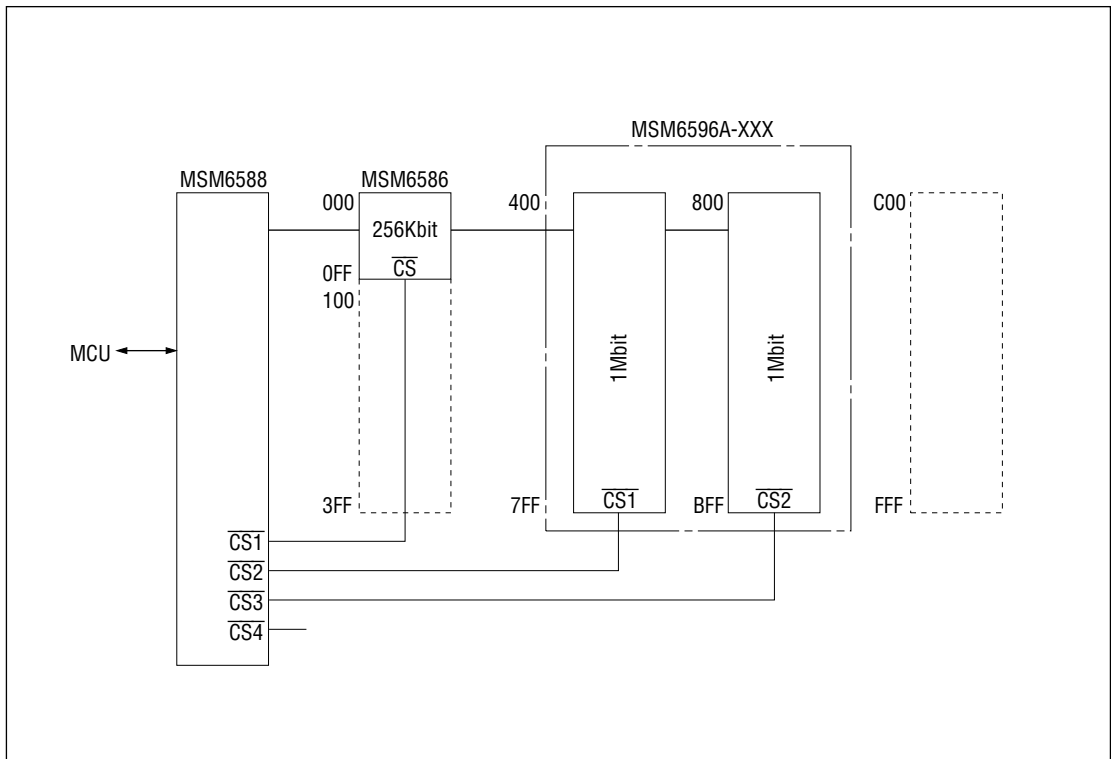 MSM6596A-XXX
MSM6588
MSM6586
000
400
800
C00
256Kbit
CS
0FF
100
MCU
1Mbit
1Mbit
3FF
7FF
CS1
BFF
CS2
FFF
CS1
CS2
CS3
CS4